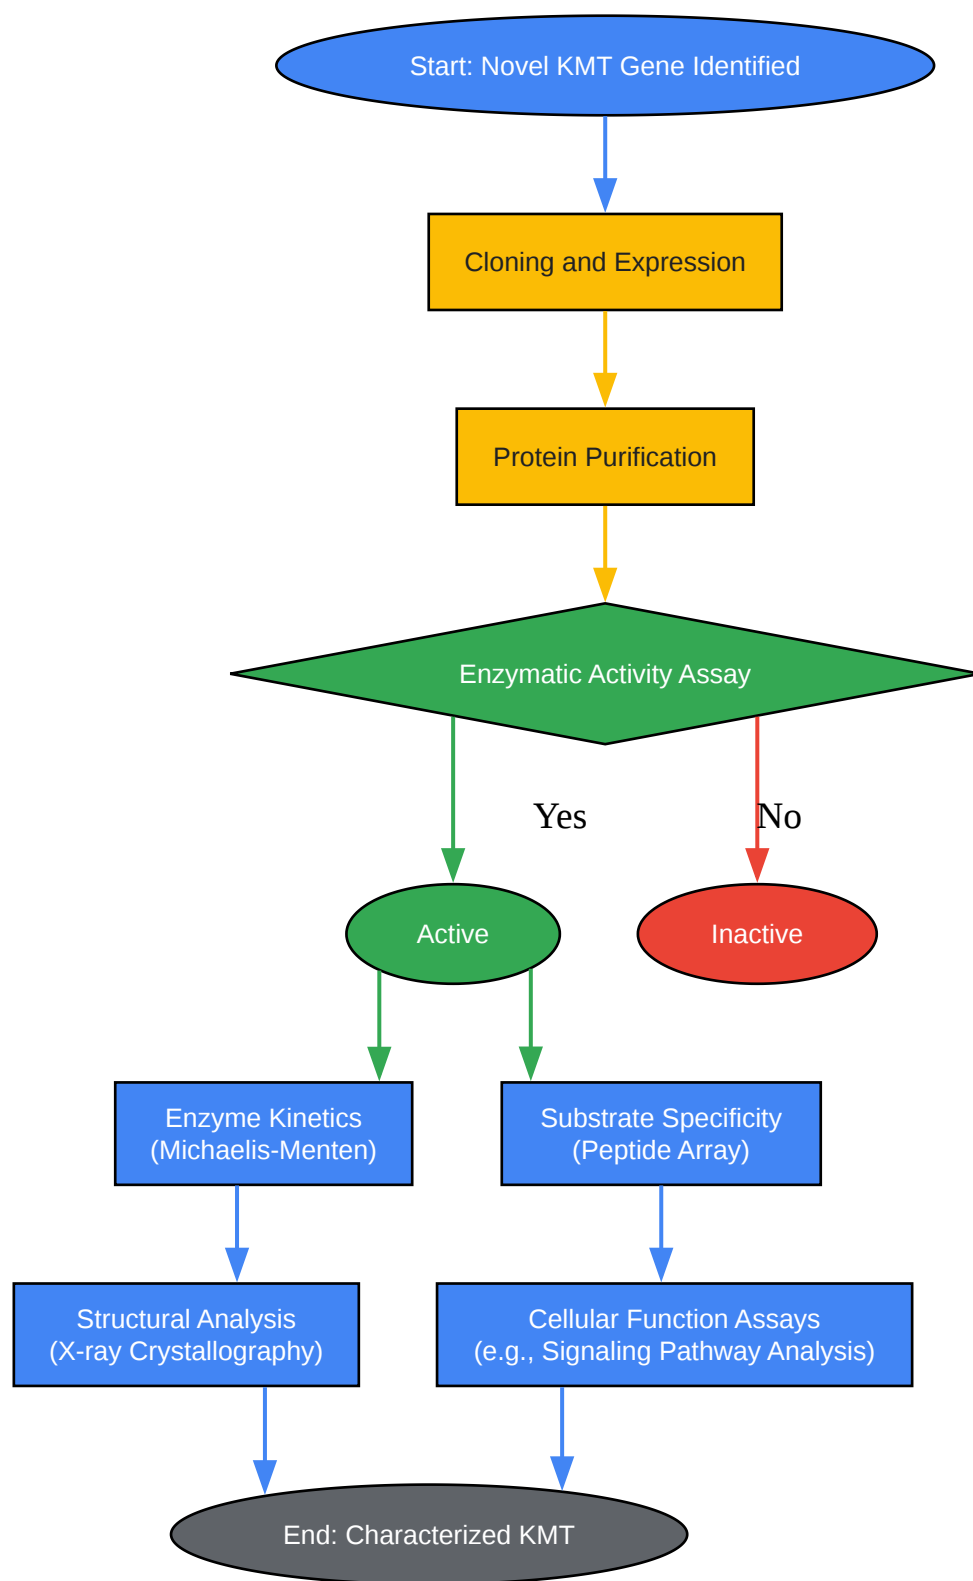 Start: Novel KMT Gene Identified
Cloning and Expression
Protein Purification
Enzymatic Activity Assay
Yes
No
Active
Inactive
Enzyme Kinetics
(Michaelis-Menten)
Substrate Specificity
(Peptide Array)
Structural Analysis
(X-ray Crystallography)
Cellular Function Assays
(e.g., Signaling Pathway Analysis)
End: Characterized KMT